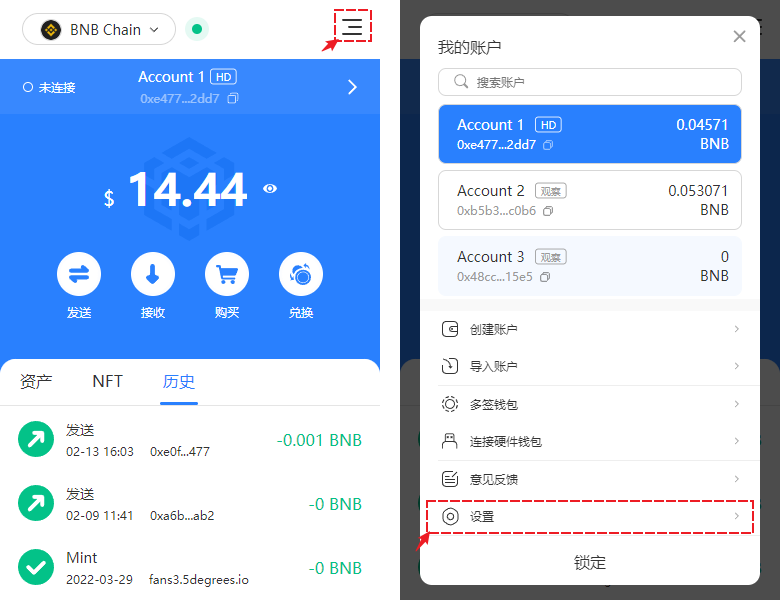 BNB Chain
未连接
Account 1 HD
0xe477...2dd7
$ 14.44
发送 接收 购买 兑换
资产 NFT 历史
发送
-0.001 BNB
02-13 16:03 0xe0f...477
发送
-0 BNB
02-09 11:41 0xa6b...ab2
Mint
-0 BNB
2022-03-29 fans3.5degrees.io
我的账户
搜索账户
Account 1 HD 0.04571
0xe477...2dd7 BNB
Account 2 观察 0.053071
0xb5b3...c0b6 BNB
Account 3 观察 0
0x48cc...15e5 BNB
创建账户
导入账户
多签钱包
连接硬件钱包
意见反馈
设置
锁定